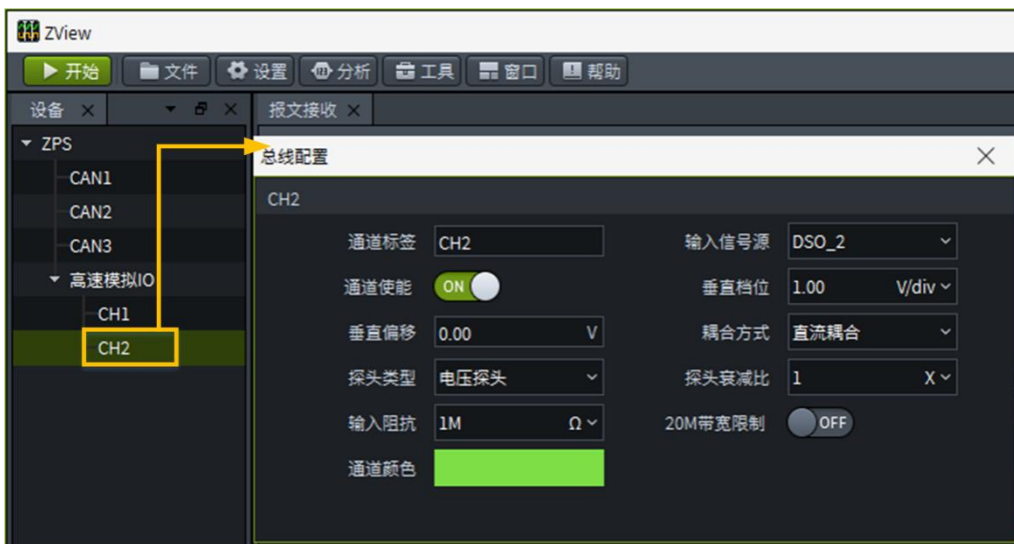 ZView
开始 文件 设置 分析 工具 窗口 帮助
设备 报文接收
ZPS
CAN1
CAN2
CAN3
高速模拟IO
CH1
CH2
总线配置
CH2
通道标签 CH2 输入信号源 DSO_2
通道使能 ON 垂直档位 1.00 V/div
垂直偏移 0.00 V 耦合方式 直流耦合
探头类型 电压探头 探头衰减比 1 X
输入阻抗 1M Ω 20M带宽限制 OFF
通道颜色